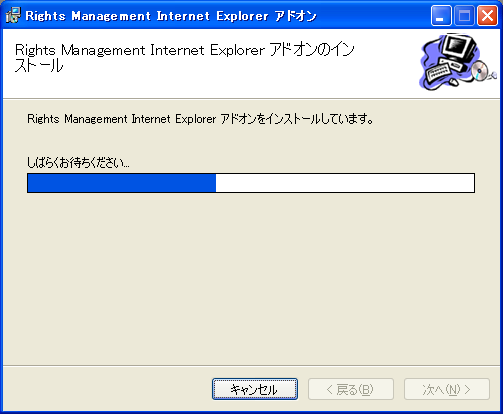 Rights Management Internet Explorer アドオン
Rights Management Internet Explorer アドオンのイン
ストール
Rights Management Internet Explorer アドオンをインストールしています。
しばらくお待ちください...
キャンセル
< 戻る(B)
次へ(N) >